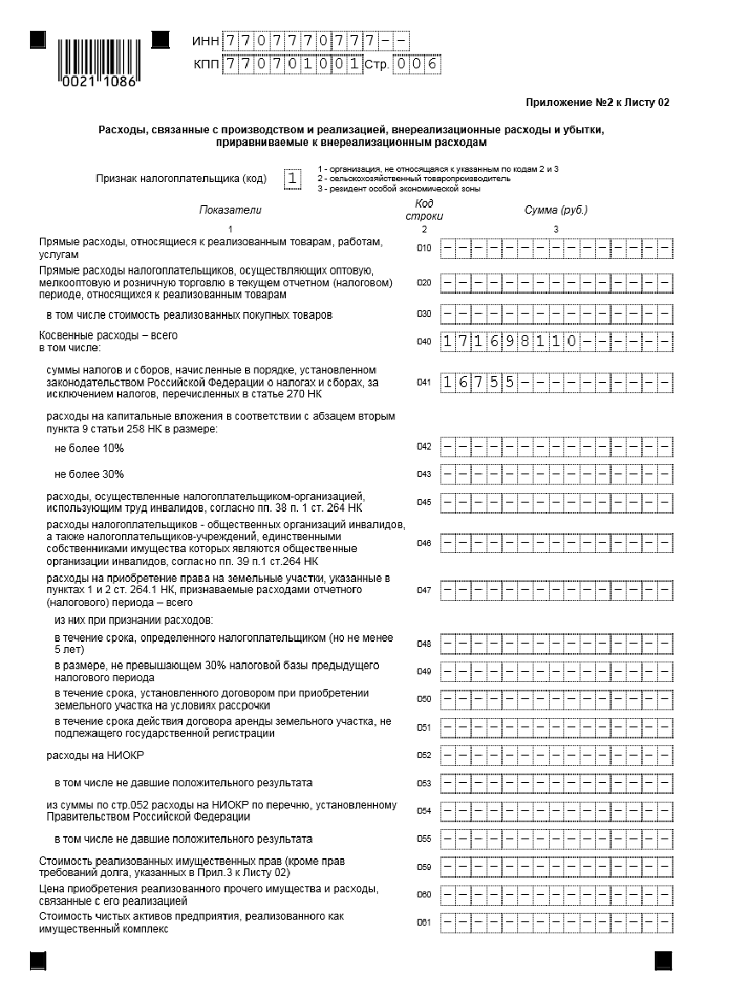 ИНН 7707770777--
КПП 770701001 Стр. 006
0021 1086
Приложение №2 к Листу 02
Расходы, связанные с производством и реализацией, внереализационные расходы и убытки,
приравниваемые к внереализационным расходам
1 - организация, не относящаяся к указанным по кодам 2 и 3
Признак налогоплательщика (код) 1
2 - сельскохозяйственный товаропроизводитель
3 - резидент особой экономической зоны
Показатели Код строки Сумма (руб.)
1 2 3
Прямые расходы, относящиеся к реализованным товарам, работам,
услугам 010 ---------------
Прямые расходы налогоплательщиков, осуществляющих оптовую,
мелкооптовую и розничную торговлю в текущем отчетном (налоговом) 020 ---------------
периоде, относящихся к реализованным товарам
в том числе стоимость реализованных покупных товаров 030 ---------------
Косвенные расходы – всего 040 171698110------
в том числе:
суммы налогов и сборов, начисленные в порядке, установленном
законодательством Российской Федерации о налогах и сборах, за 041 16755----------
исключением налогов, перечисленных в статье 270 НК
расходы на капитальные вложения в соответствии с абзацем вторым
пункта 9 статьи 258 НК в размере:
не более 10% 042 ---------------
не более 30% 043 ---------------
расходы, осуществленные налогоплательщиком-организацией,
использующим труд инвалидов, согласно пп. 38 п. 1 ст. 264 НК 045 ---------------
расходы налогоплательщиков - общественных организаций инвалидов,
а также налогоплательщиков-учреждений, единственными 046 ---------------
собственниками имущества которых являются общественные
организации инвалидов, согласно пп. 39 п.1 ст.264 НК
расходы на приобретение права на земельные участки, указанные в
пунктах 1 и 2 ст. 264.1 НК, признаваемые расходами отчетного 047 ---------------
(налогового) периода – всего
из них при признании расходов:
в течение срока, определенного налогоплательщиком (но не менее
5 лет) 048 ---------------
в размере, не превышающем 30% налоговой базы предыдущего
налогового периода 049 ---------------
в течение срока, установленного договором при приобретении
земельного участка на условиях рассрочки 050 ---------------
в течение срока действия договора аренды земельного участка, не
подлежащего государственной регистрации 051 ---------------
расходы на НИОКР 052 ---------------
в том числе не давшие положительного результата 053 ---------------
из суммы по стр.052 расходы на НИОКР по перечню, установленному
Правительством Российской Федерации 054 ---------------
в том числе не давшие положительного результата 055 ---------------
Стоимость реализованных имущественных прав (кроме прав
требований долга, указанных в Прил.3 к Листу 02) 059 ---------------
Цена приобретения реализованного прочего имущества и расходы,
связанные с его реализацией 060 ---------------
Стоимость чистых активов предприятия, реализованного как
имущественный комплекс 061 ---------------